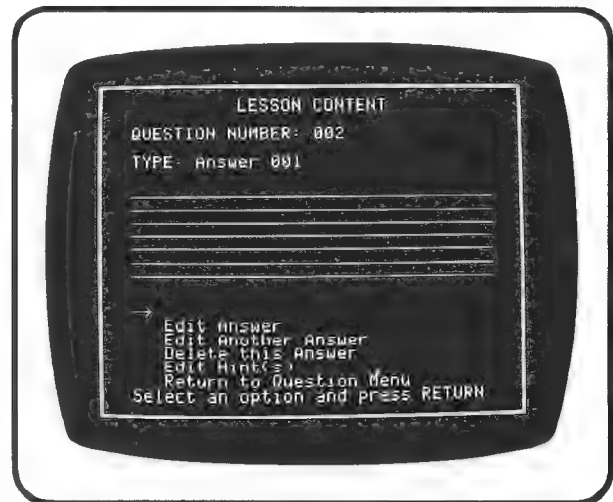 LESSON CONTENT
QUESTION NUMBER: 002
TYPE: Answer 001
Edit Answer
Edit Another Answer
Delete this Answer
Edit Hint(s)
Return to Question Menu
Select an option and press RETURN